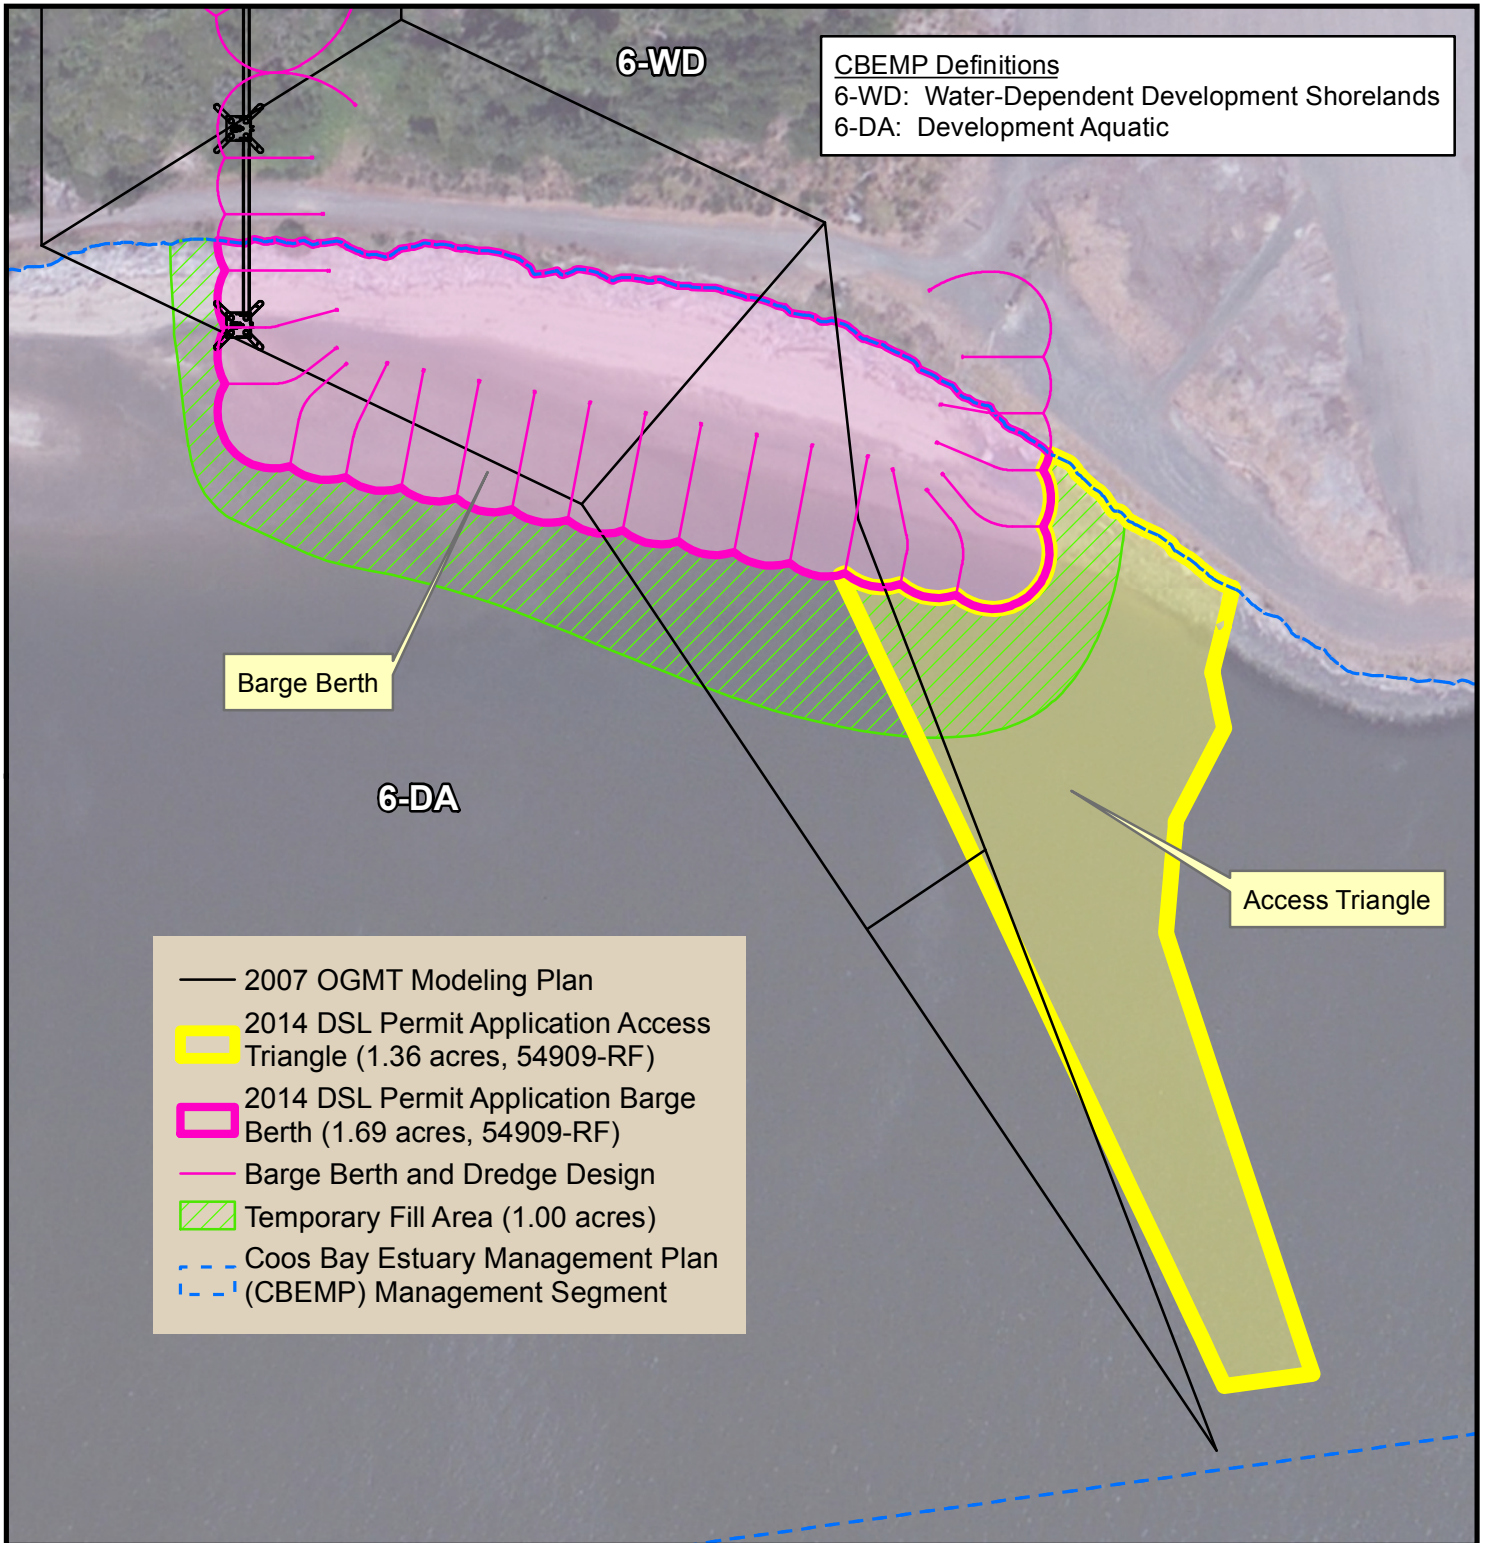 6-WD
CBEMP Definitions
6-WD: Water-Dependent Development Shorelands
6-DA: Development Aquatic
Barge Berth
6-DA
Access Triangle
2007 OGMT Modeling Plan
2014 DSL Permit Application Access
Triangle (1.36 acres, 54909-RF)
2014 DSL Permit Application Barge
Berth (1.69 acres, 54909-RF)
Barge Berth and Dredge Design
Temporary Fill Area (1.00 acres)
Coos Bay Estuary Management Plan
(CBEMP) Management Segment